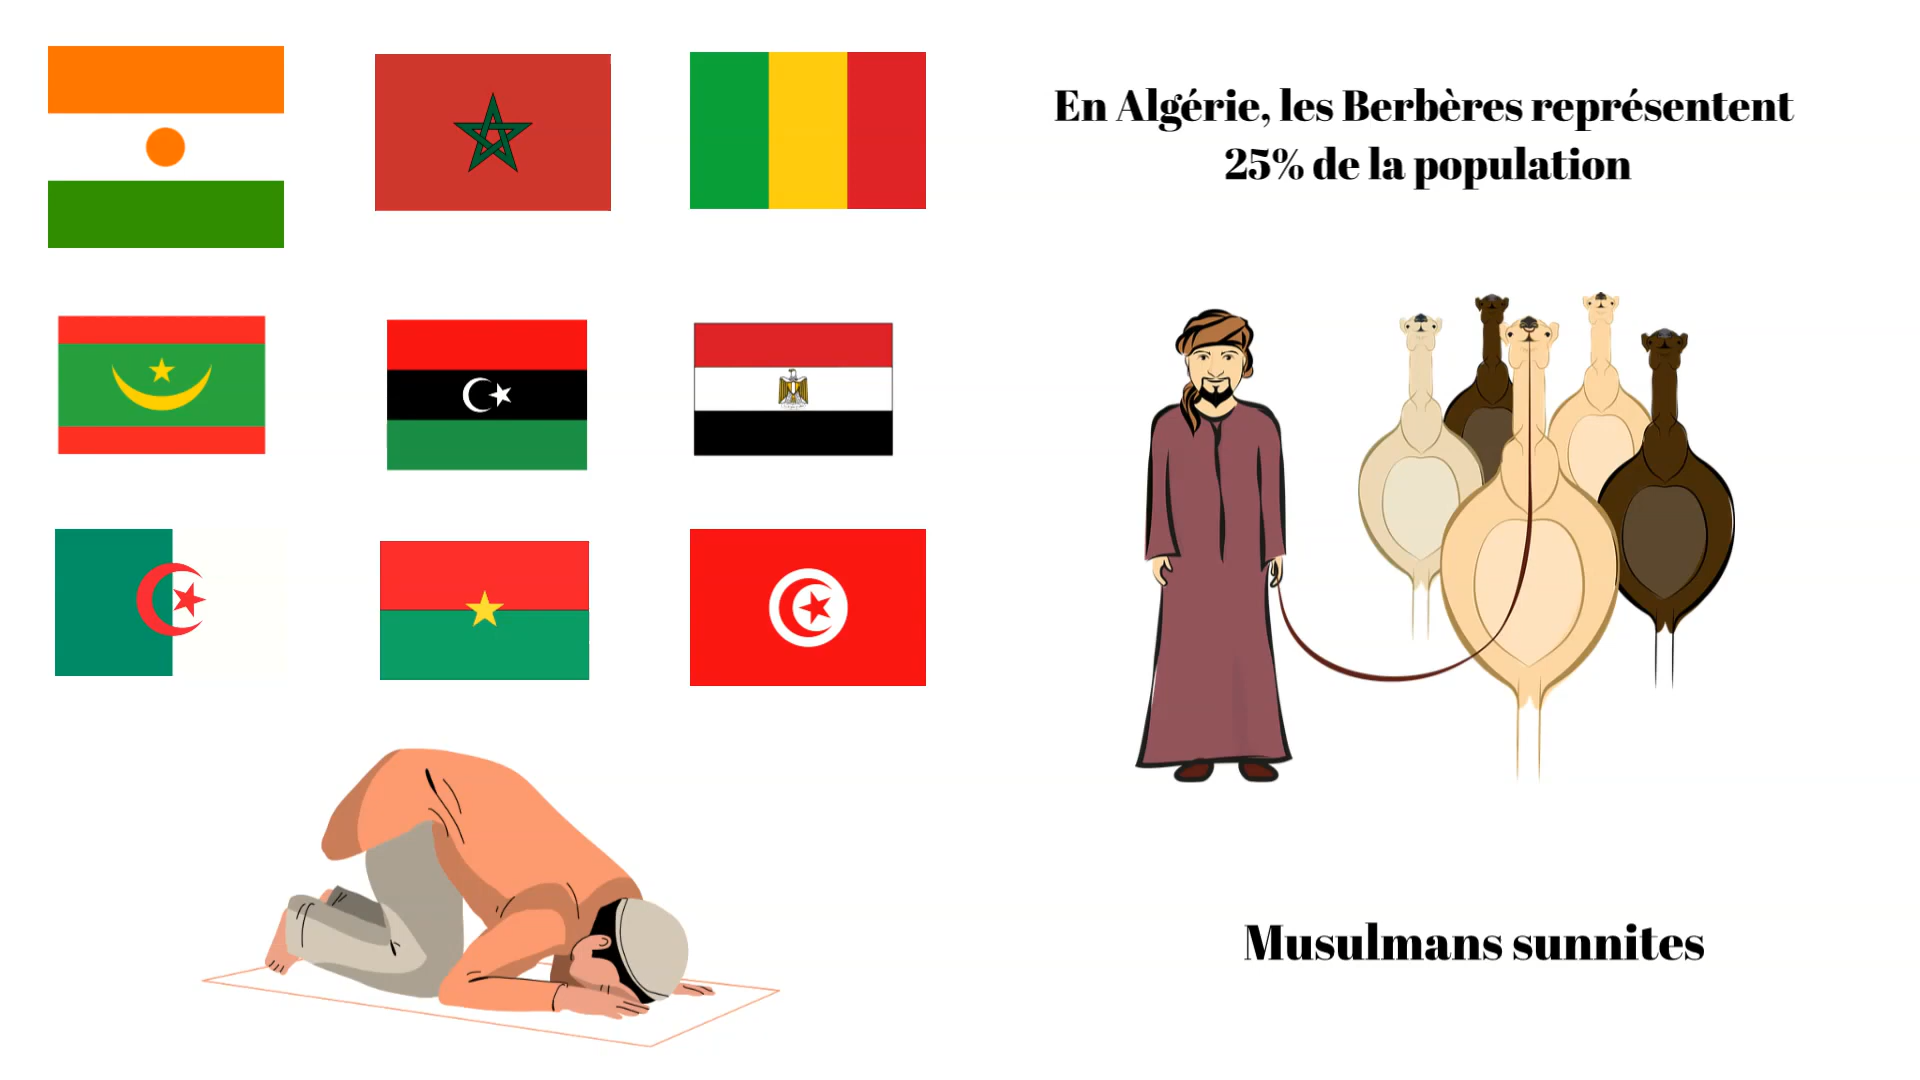 En Algérie, les Berbères représentent
25% de la population
Musulmans sunnites